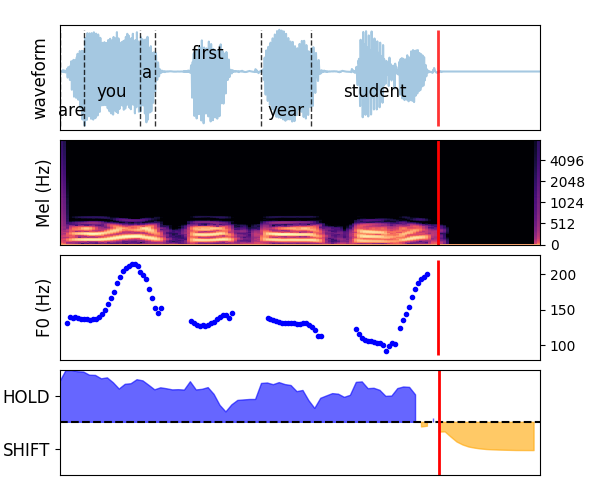 waveform
are
you
a
first
year
student
Mel (Hz)
4096
2048
1024
512
0
F0 (Hz)
200
150
100
HOLD
SHIFT